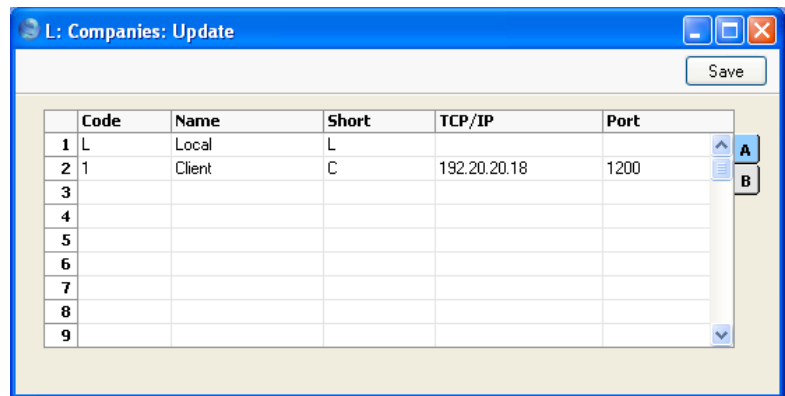 L: Companies: Update
Save
Code Name Short TCP/IP Port
1 L Local L
2 1 Client C 192.20.20.18 1200
3
4
5
6
7
8
9
A
B